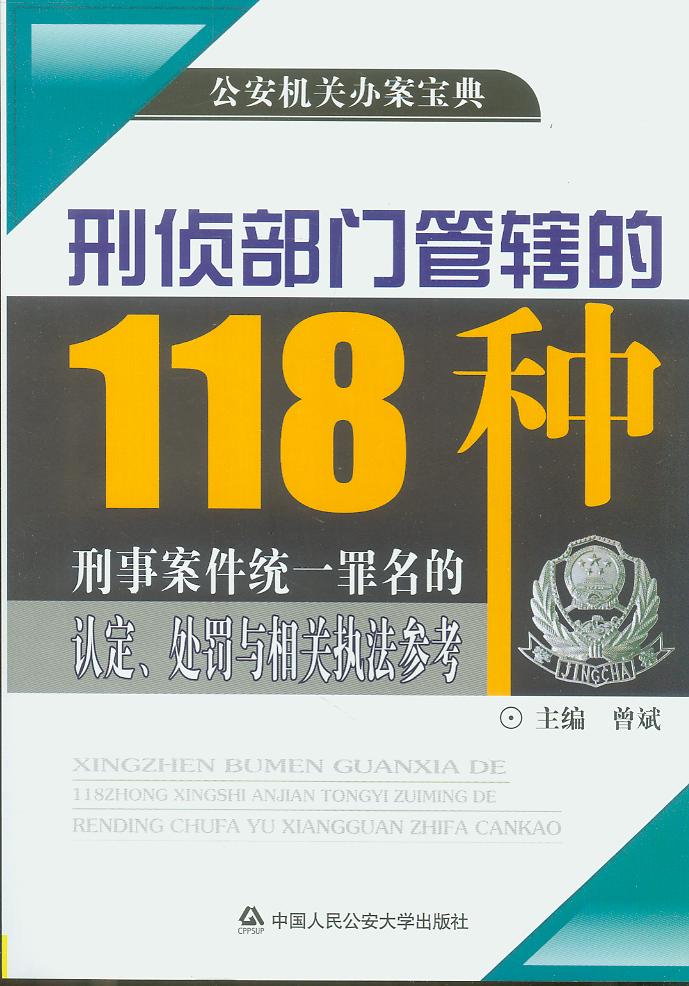 公安机关办案宝典
刑侦部门管辖的
118种
刑事案件统一罪名的
认定、处罚与相关执法参考
警 JINGCHA 察
主编 曾斌
XINGZHEN BUMEN GUANXIA DE
118ZHONG XINGSHI ANJIAN TONGYI ZUIMING DE
RENDING CHUFA YU XIANGGUAN ZHIFA CANKAO
CPPSUP 中国人民公安大学出版社